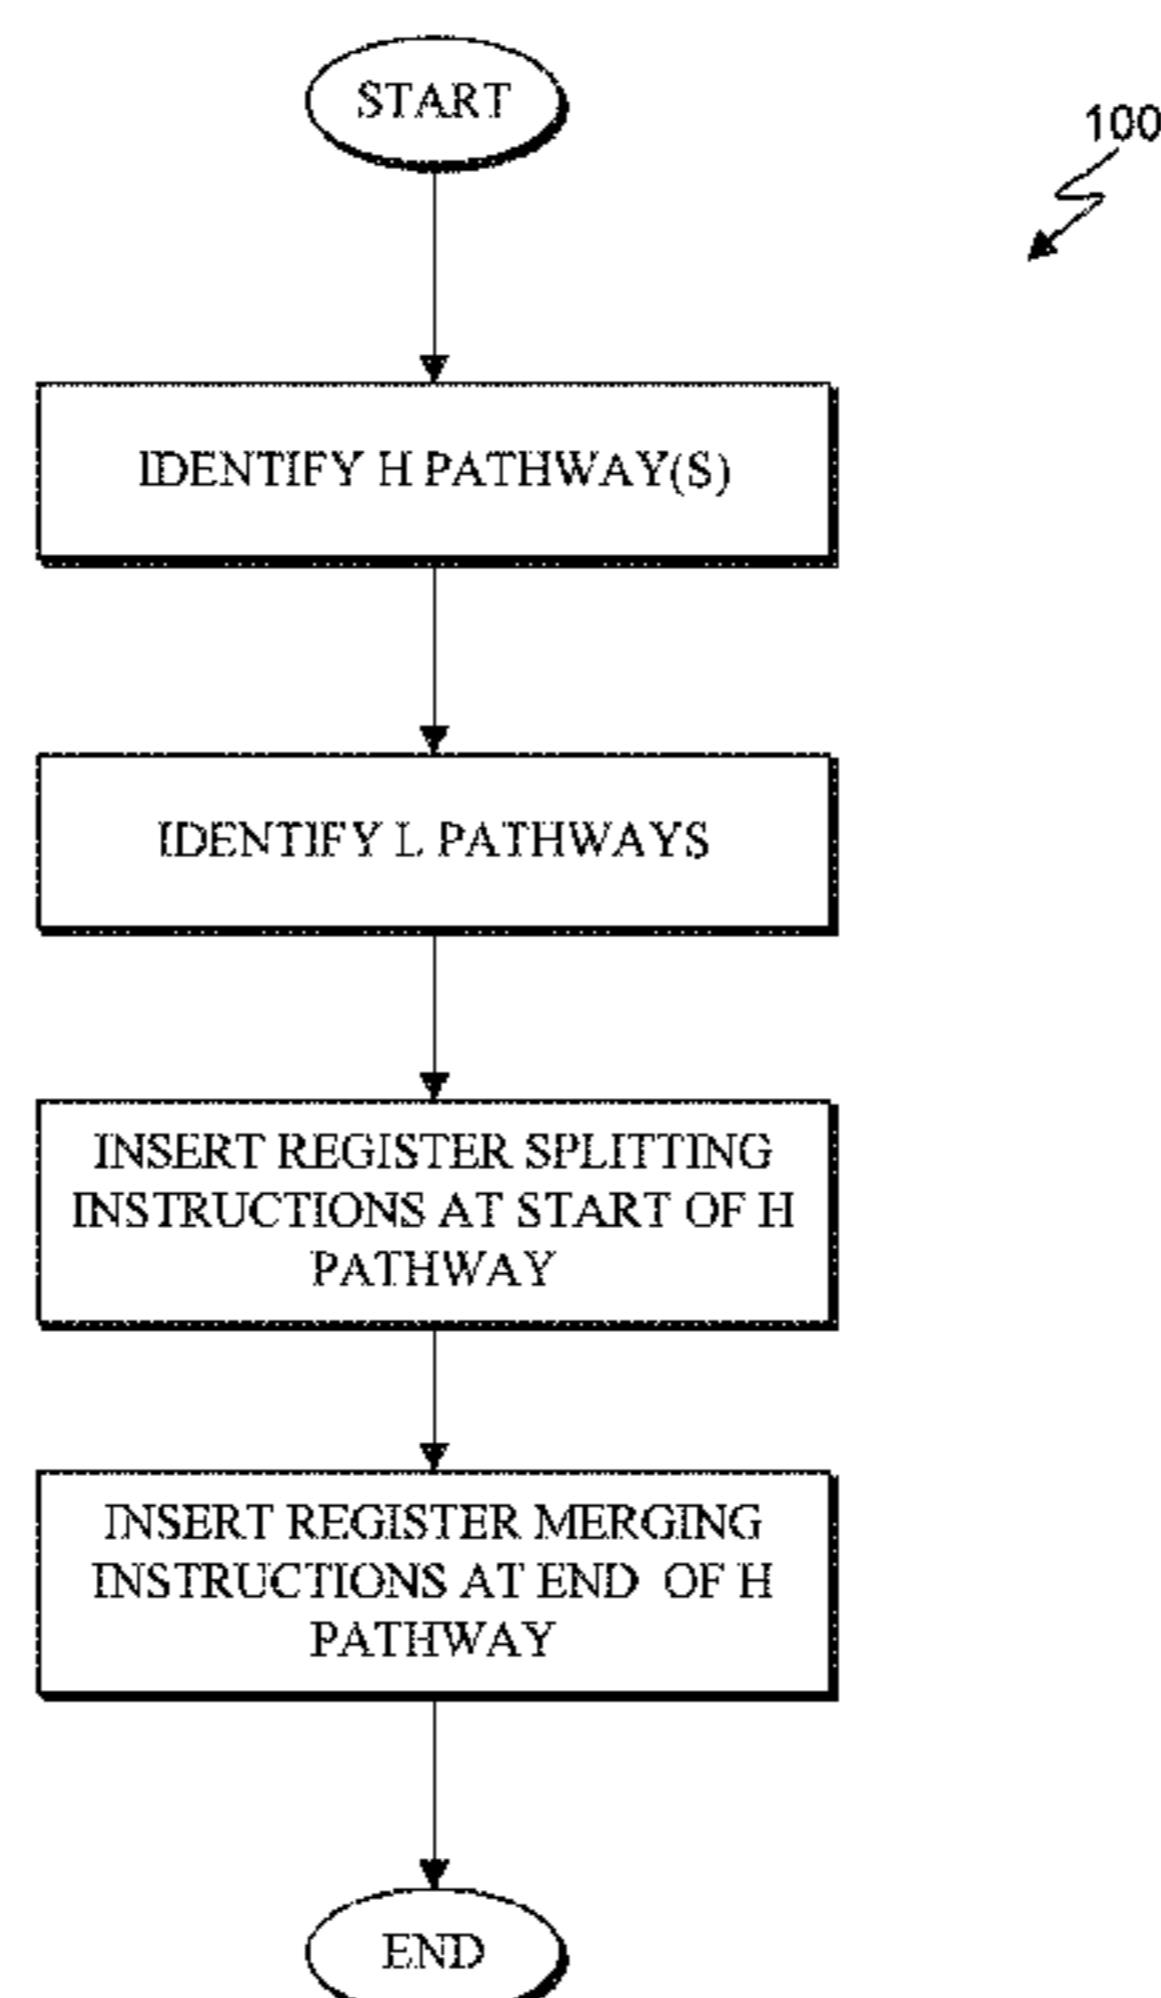 START
100
IDENTIFY H PATHWAY(S)
IDENTIFY L PATHWAYS
INSERT REGISTER SPLITTING
INSTRUCTIONS AT START OF H
PATHWAY
INSERT REGISTER MERGING
INSTRUCTIONS AT END OF H
PATHWAY
END